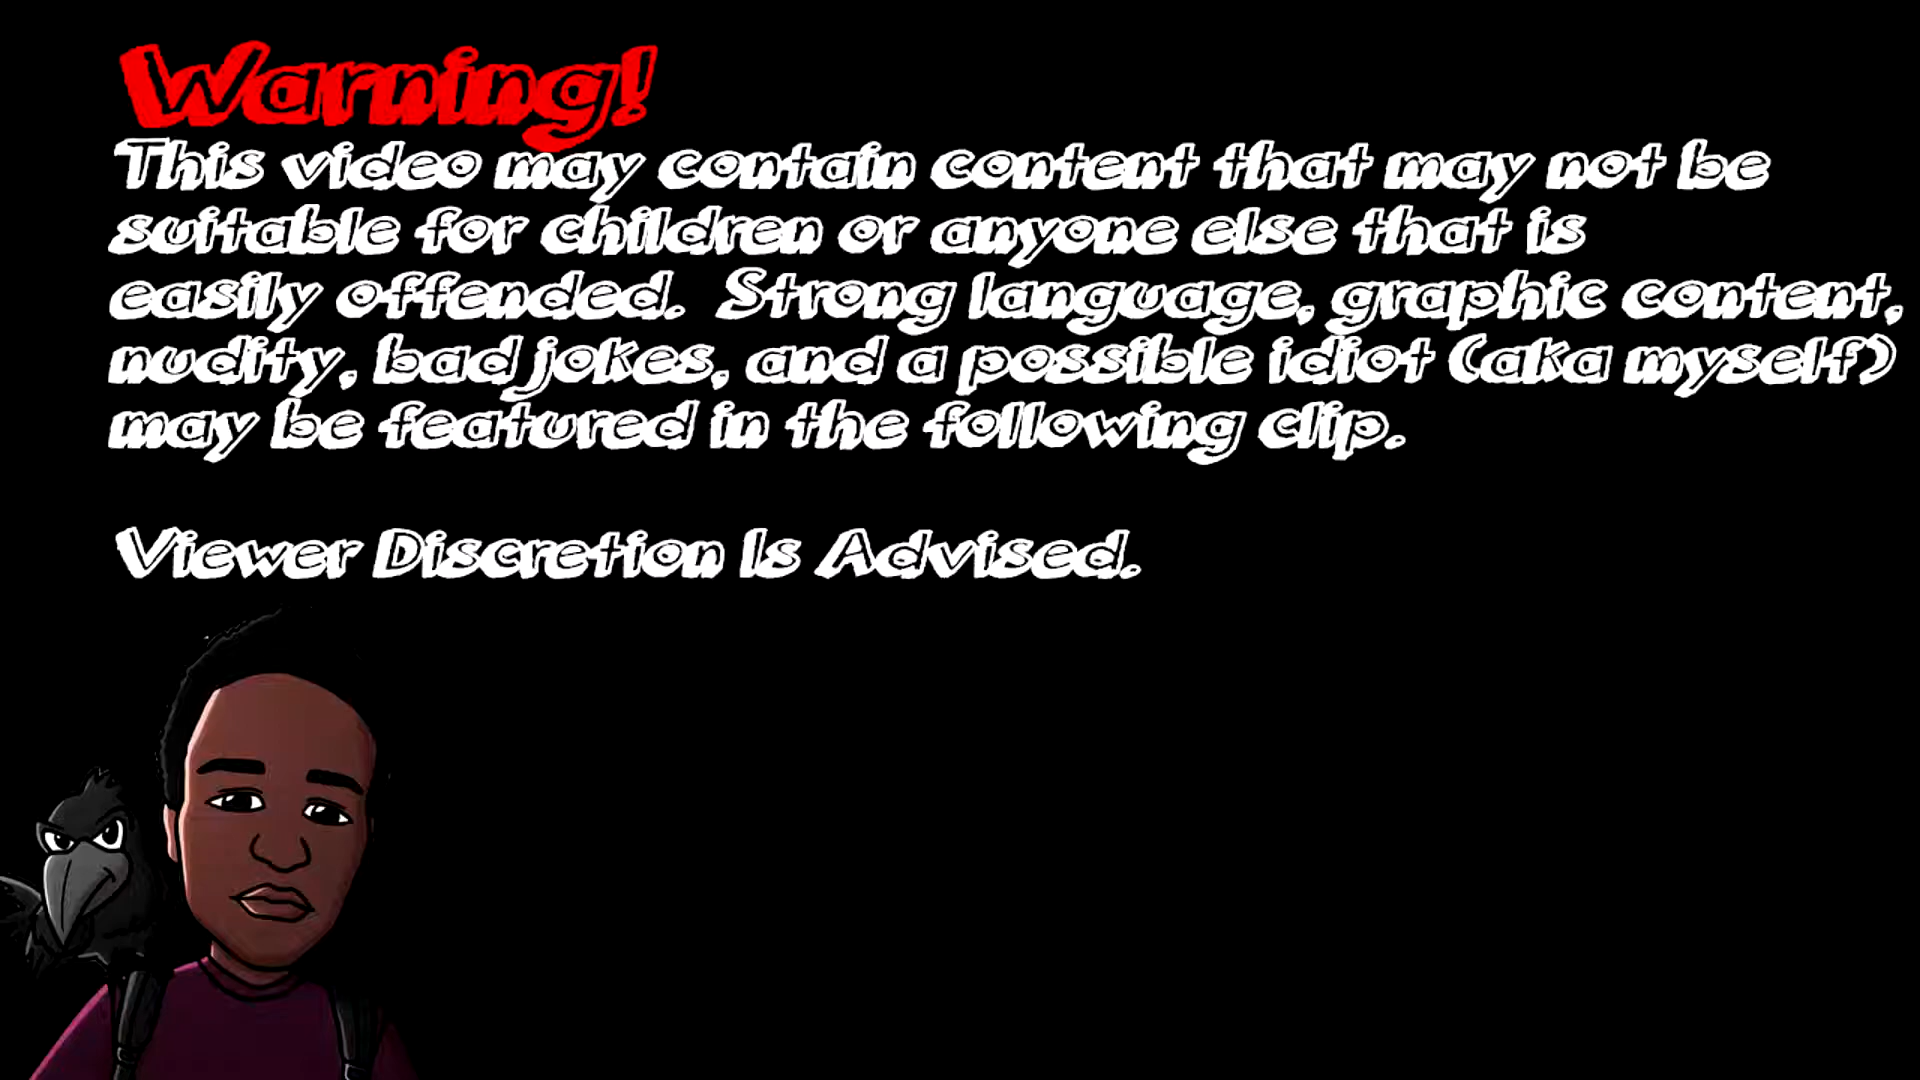 Warning!
This video may contain content that may not be
suitable for children or anyone else that is
easily offended.  Strong language, graphic content,
nudity, bad jokes, and a possible idiot (aka myself)
may be featured in the following clip.
Viewer Discretion Is Advised.